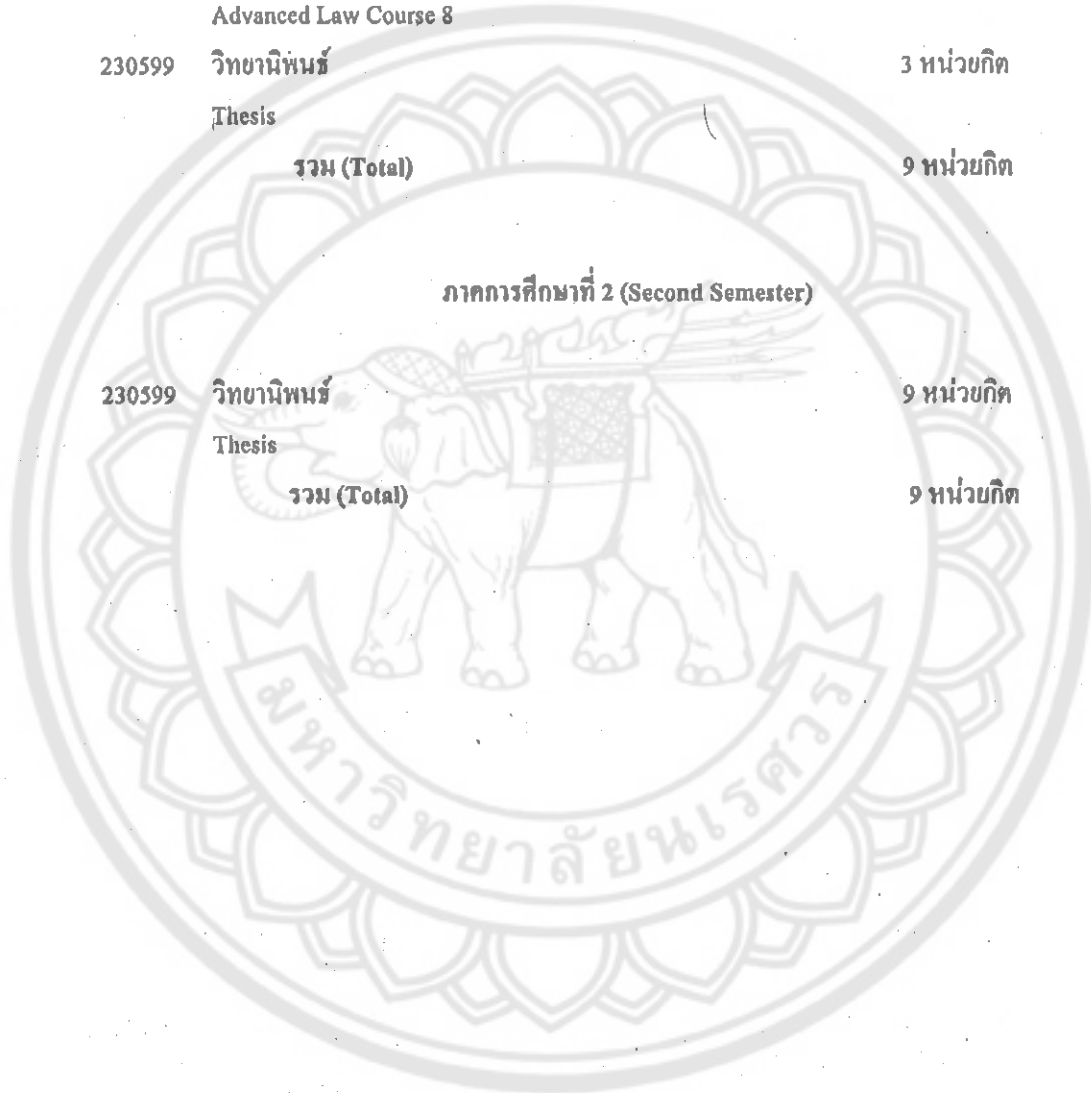 Advanced Law Course 8
230599 วิทยานิพนธ์ 3 หน่วยกิต
Thesis
รวม (Total) 9 หน่วยกิต
ภาคการศึกษาที่ 2 (Second Semester)
230599 วิทยานิพนธ์ 9 หน่วยกิต
Thesis
รวม (Total) 9 หน่วยกิต
มหาวิทยาลัยนเรศวร